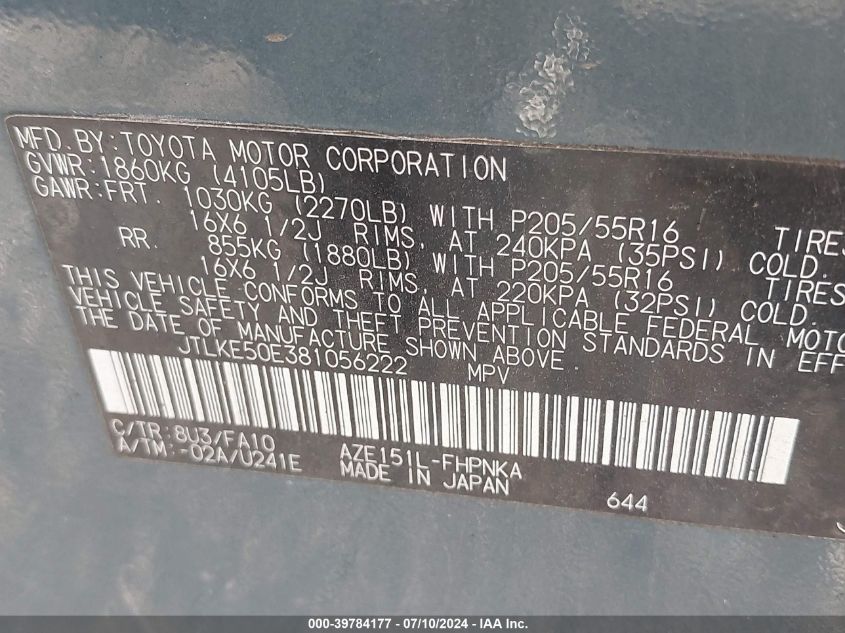 MFD.BY:TOYOTA MOTOR CORPORATION
GVWR:1860KG (4105LB)
GAWR:FRT. 1030KG (2270LB) WITH P205/55R16 TIRES
16X6 1/2J RIMS, AT 240KPA (35PSI) COLD.
RR. 855KG (1880LB) WITH P205/55R16 TIRES
16X6 1/2J RIMS, AT 220KPA (32PSI) COLD.
THIS VEHICLE CONFORMS TO ALL APPLICABLE FEDERAL MOTO
VEHICLE SAFETY AND THEFT PREVENTION STANDARDS IN EFF
THE DATE OF MANUFACTURE SHOWN ABOVE.
JTLKE50E381056222 MPV
C/TR:8U3/FA10 AZE151L-FHPNKA
A/TM:-02A/U241E MADE IN JAPAN 644
000-39784177 - 07/10/2024 - IAA Inc.